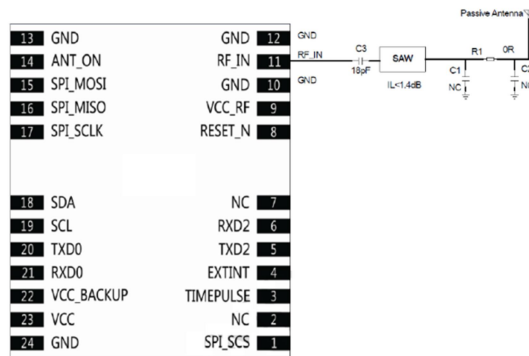 Passive Antenna
13 GND GND 12 GND
14 ANT_ON RF_IN 11 RF_IN C3 18pF SAW IL<1.4dB R1 0R C1 NC
15 SPI_MOSI GND 10 GND
16 SPI_MISO VCC_RF 9
17 SPI_SCLK RESET_N 8
18 SDA NC 7
19 SCL RXD2 6
20 TXD0 TXD2 5
21 RXD0 EXTINT 4
22 VCC_BACKUP TIMEPULSE 3
23 VCC NC 2
24 GND SPI_SCS 1